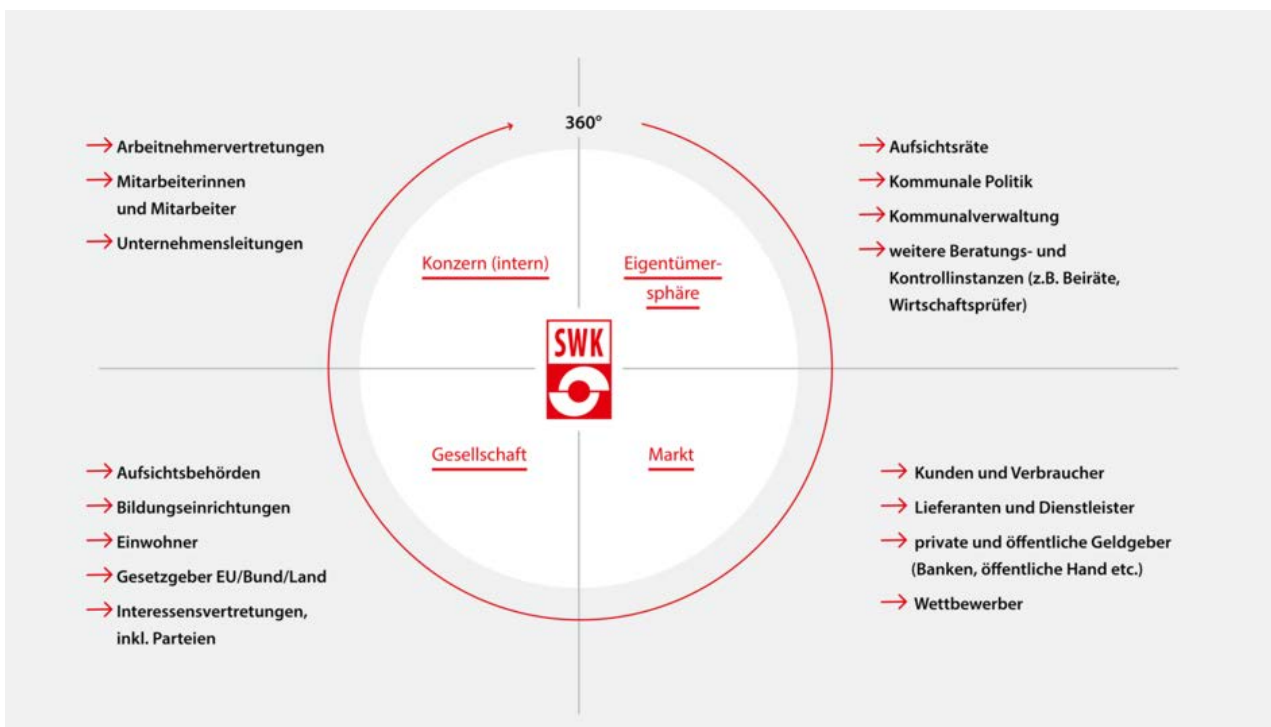 360°
Arbeitnehmervertretungen
Mitarbeiterinnen
und Mitarbeiter
Unternehmensleitungen
Konzern (intern)
Eigentümer-
sphäre
Aufsichtsräte
Kommunale Politik
Kommunalverwaltung
weitere Beratungs- und
Kontrollinstanzen (z.B. Beiräte,
Wirtschaftsprüfer)
SWK
Aufsichtsbehörden
Bildungseinrichtungen
Einwohner
Gesetzgeber EU/Bund/Land
Interessensvertretungen,
inkl. Parteien
Gesellschaft
Markt
Kunden und Verbraucher
Lieferanten und Dienstleister
private und öffentliche Geldgeber
(Banken, öffentliche Hand etc.)
Wettbewerber